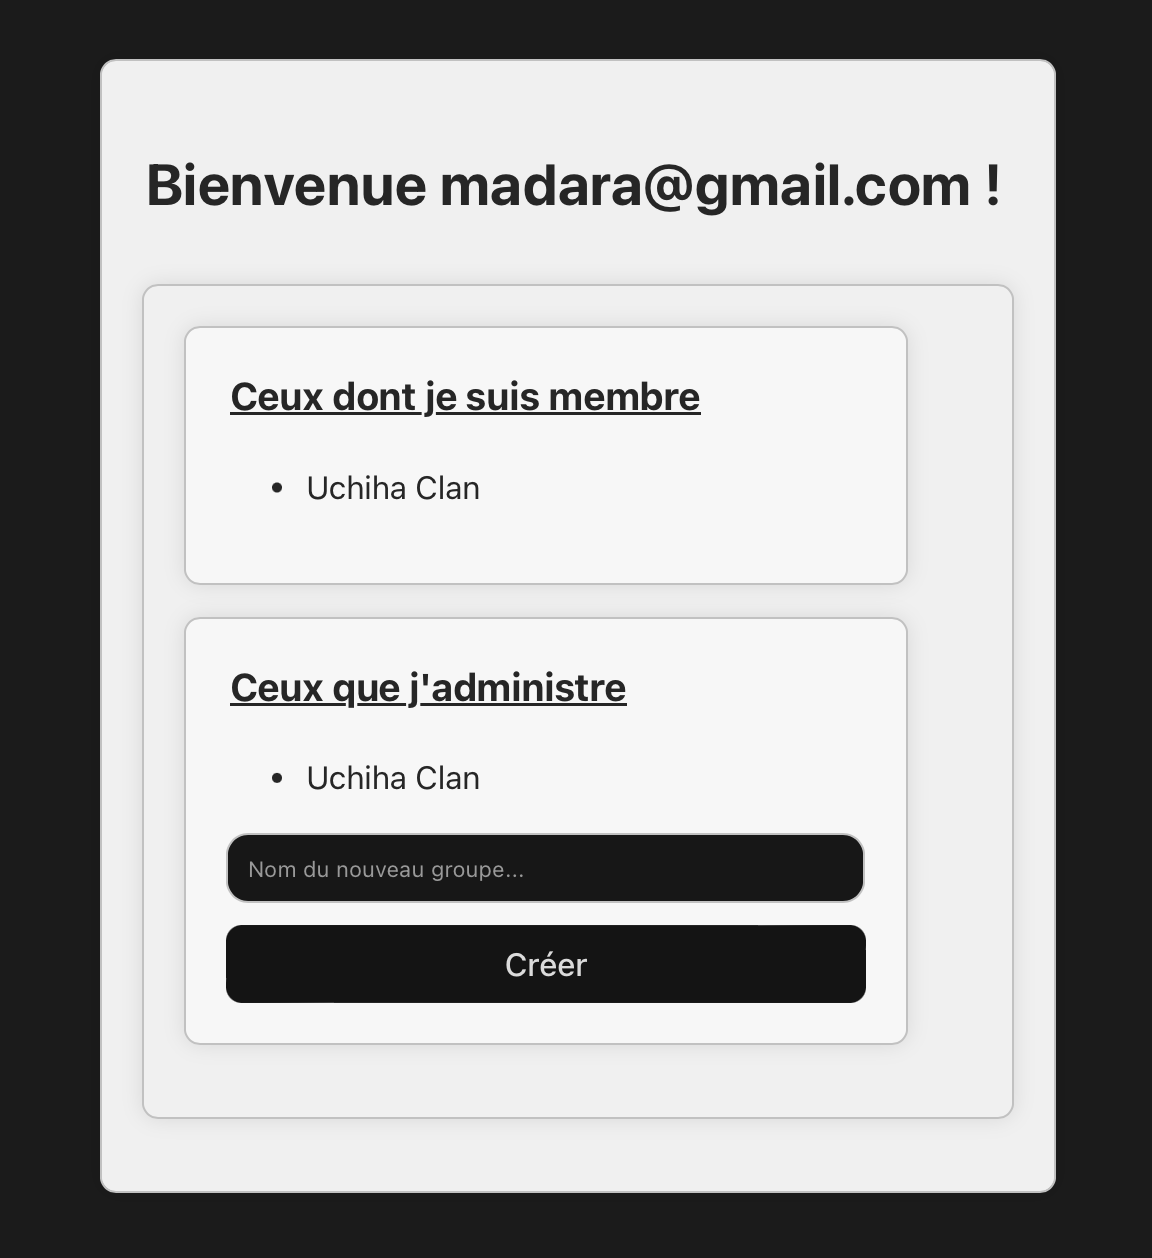 Bienvenue madara@gmail.com !
Ceux dont je suis membre
• Uchiha Clan
Ceux que j'administre
• Uchiha Clan
Nom du nouveau groupe...
Créer